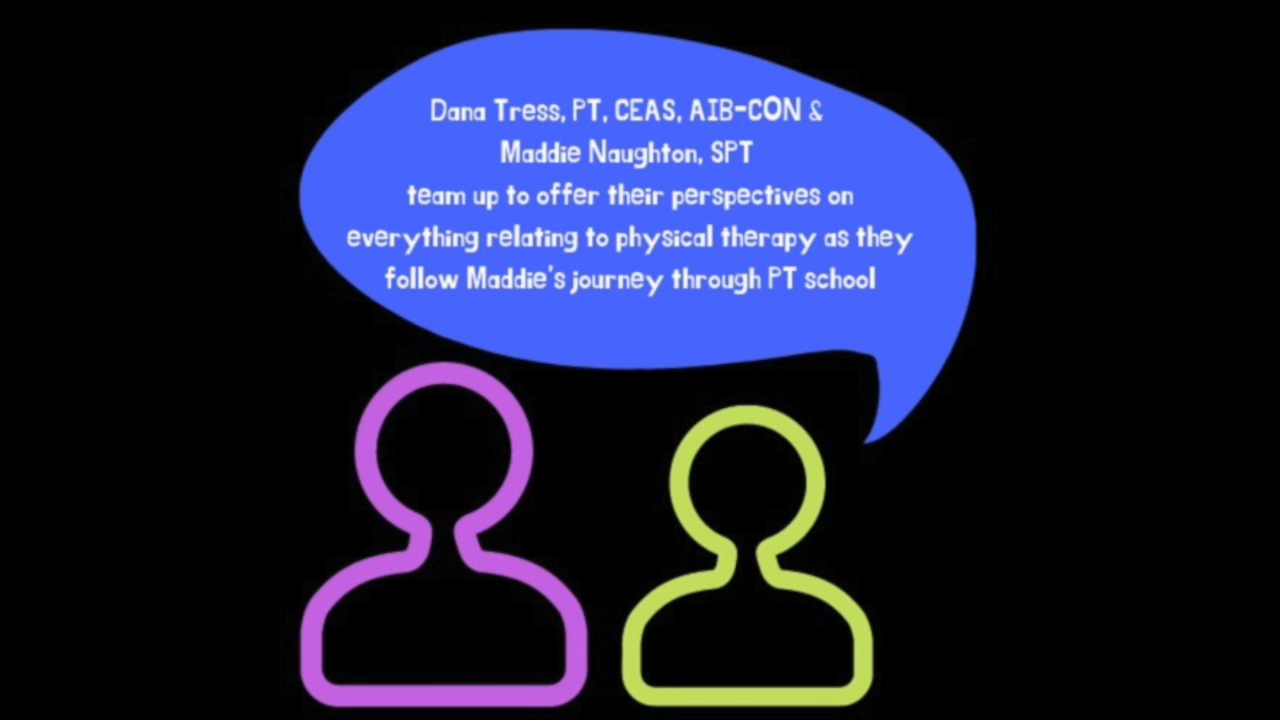 Dana Tress, PT, CEAS, AIB-CON &
Maddie Naughton, SPT
team up to offer their perspectives on
everything relating to physical therapy as they
follow Maddie's journey through PT school